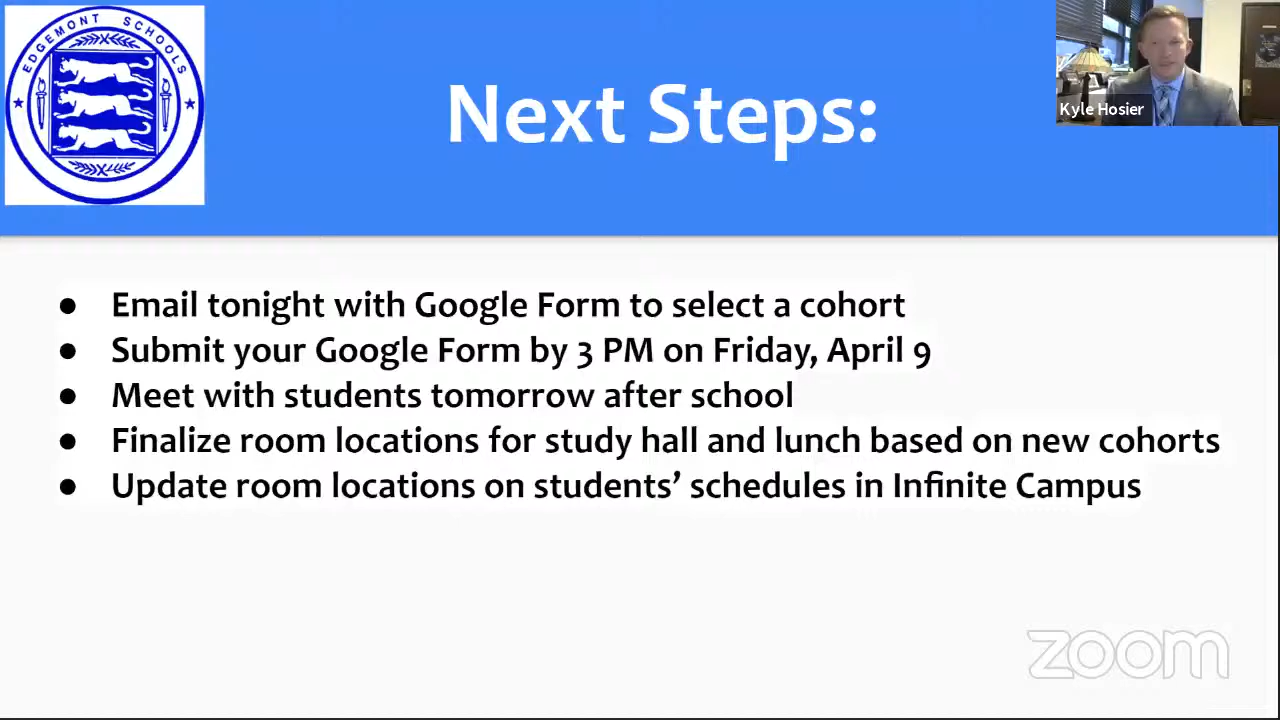 EDGEMONT SCHOOLS
Next Steps:
Kyle Hosier
● Email tonight with Google Form to select a cohort
● Submit your Google Form by 3 PM on Friday, April 9
● Meet with students tomorrow after school
● Finalize room locations for study hall and lunch based on new cohorts
● Update room locations on students’ schedules in Infinite Campus
zoom